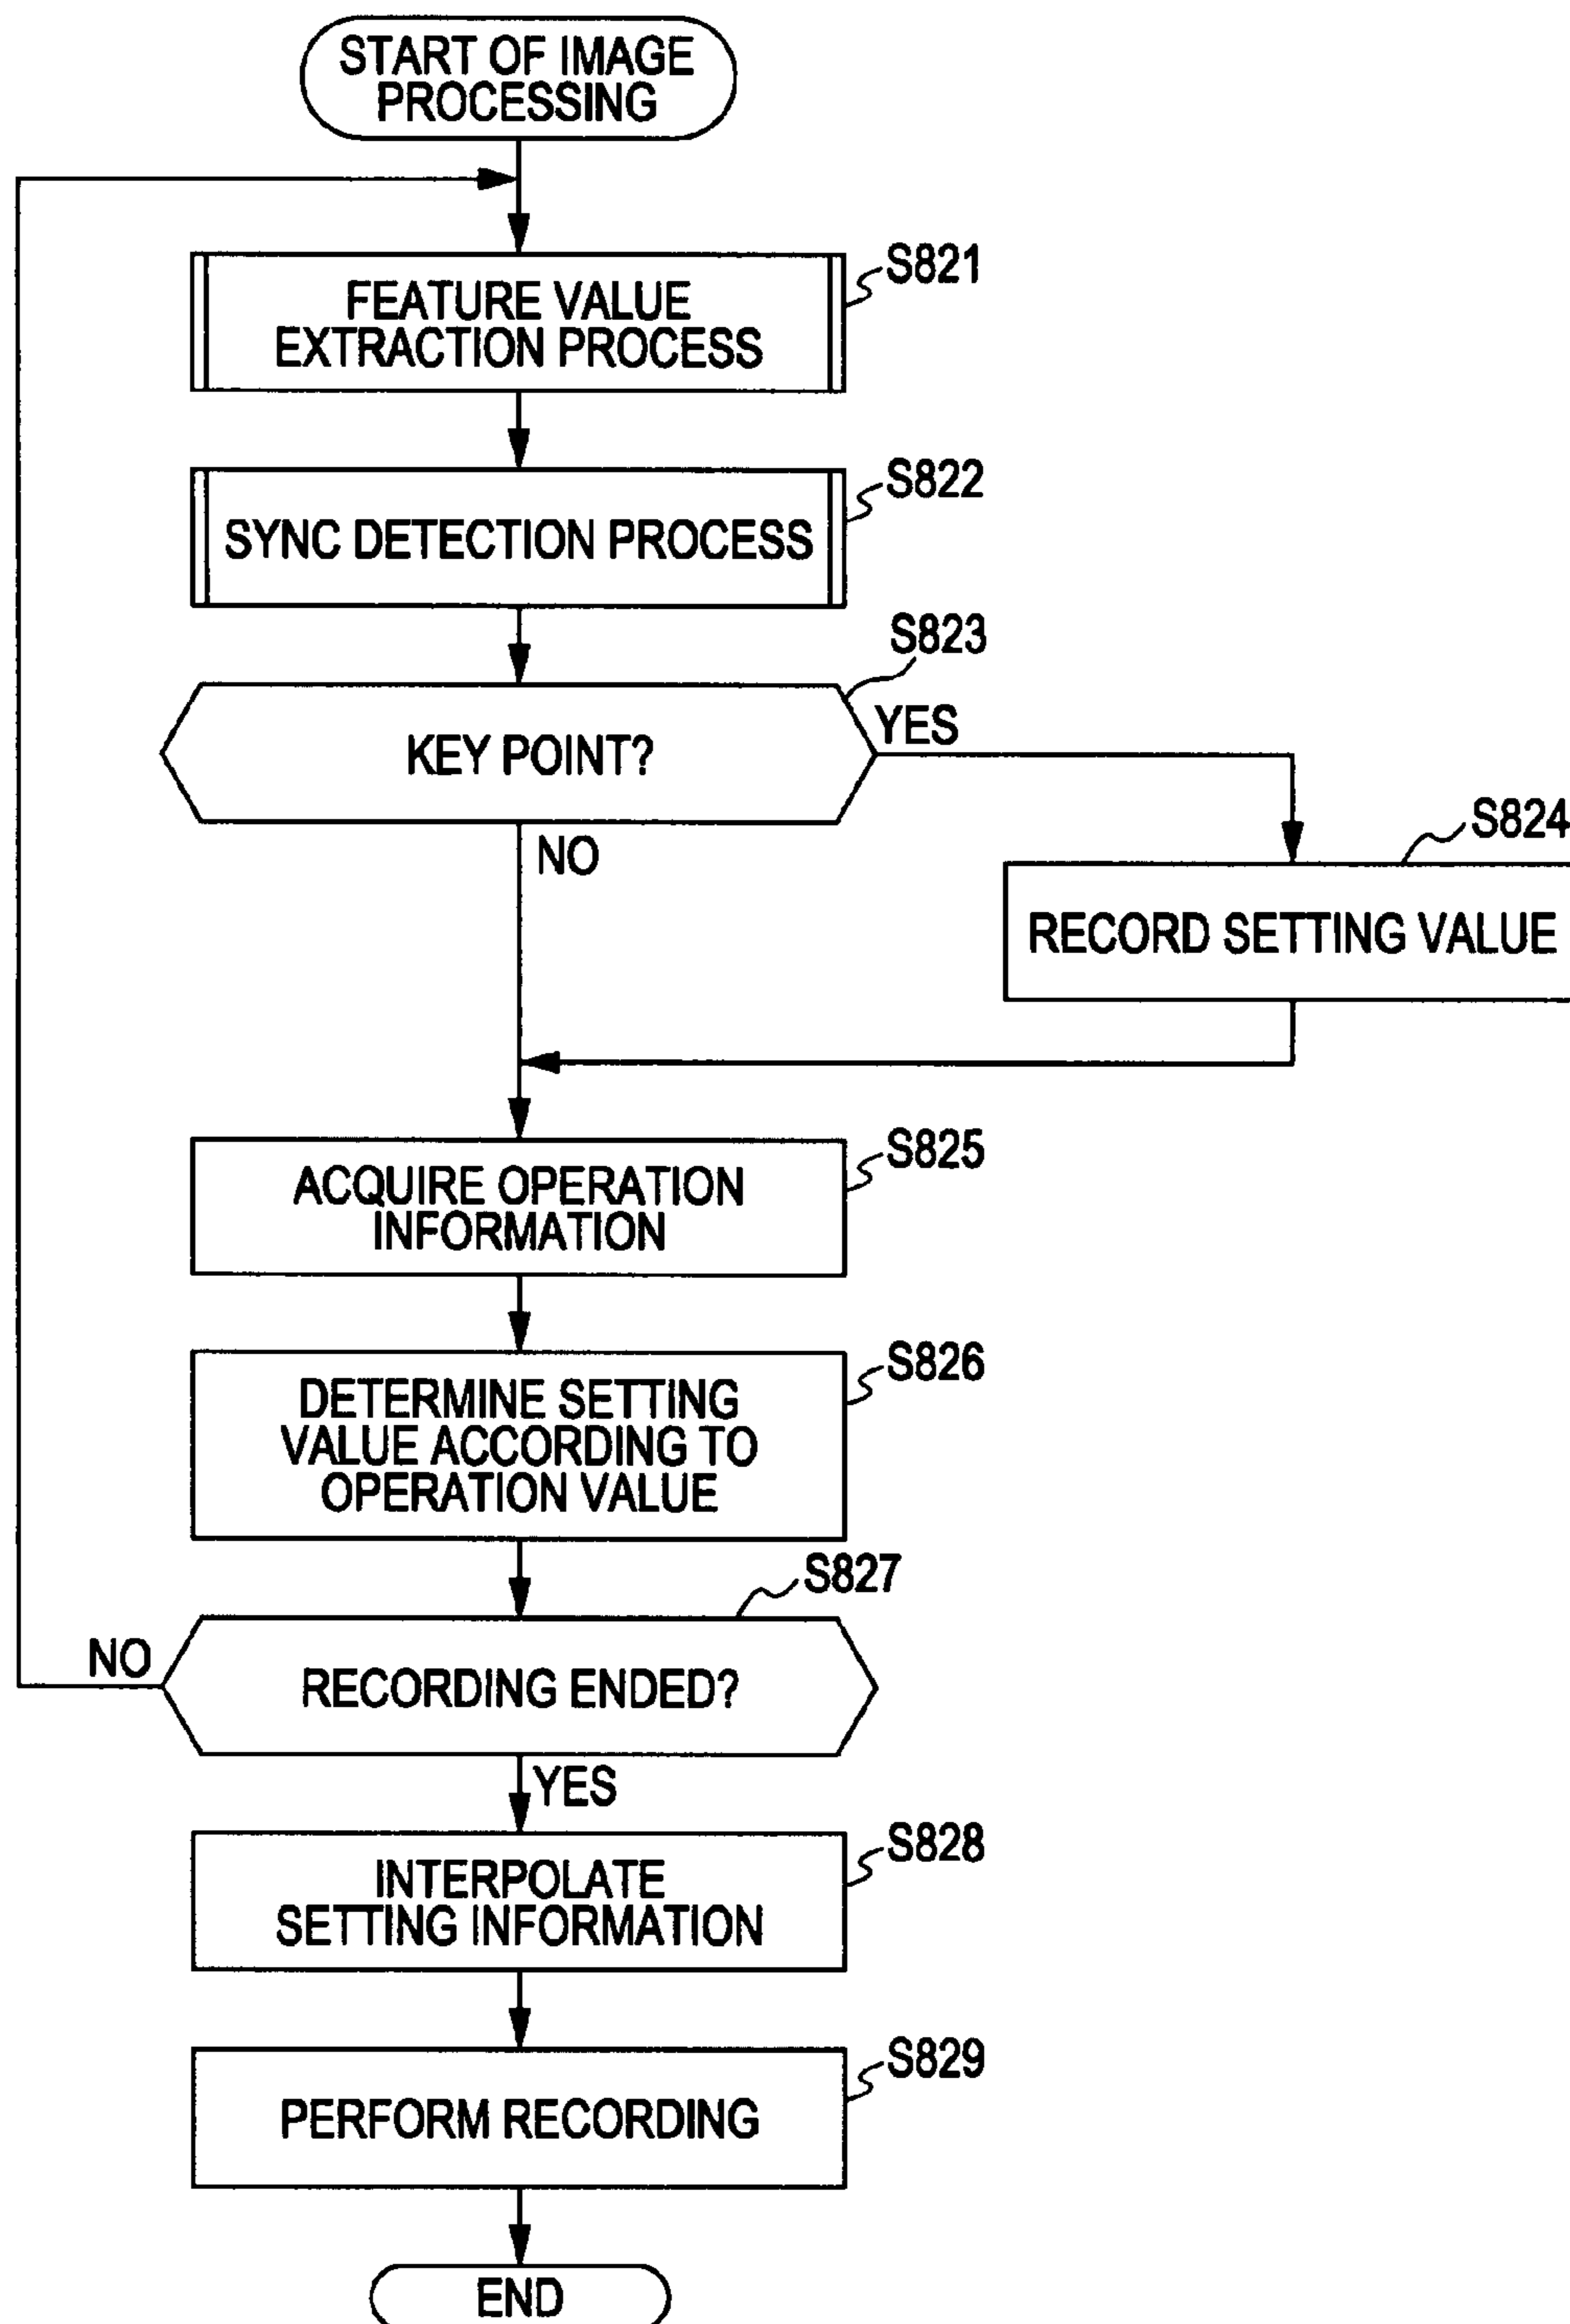 START OF IMAGE
PROCESSING
S821
FEATURE VALUE
EXTRACTION PROCESS
S822
SYNC DETECTION PROCESS
S823
KEY POINT?
YES
NO
S824
RECORD SETTING VALUE
S825
ACQUIRE OPERATION
INFORMATION
S826
DETERMINE SETTING
VALUE ACCORDING TO
OPERATION VALUE
S827
NO
RECORDING ENDED?
YES
S828
INTERPOLATE
SETTING INFORMATION
S829
PERFORM RECORDING
END